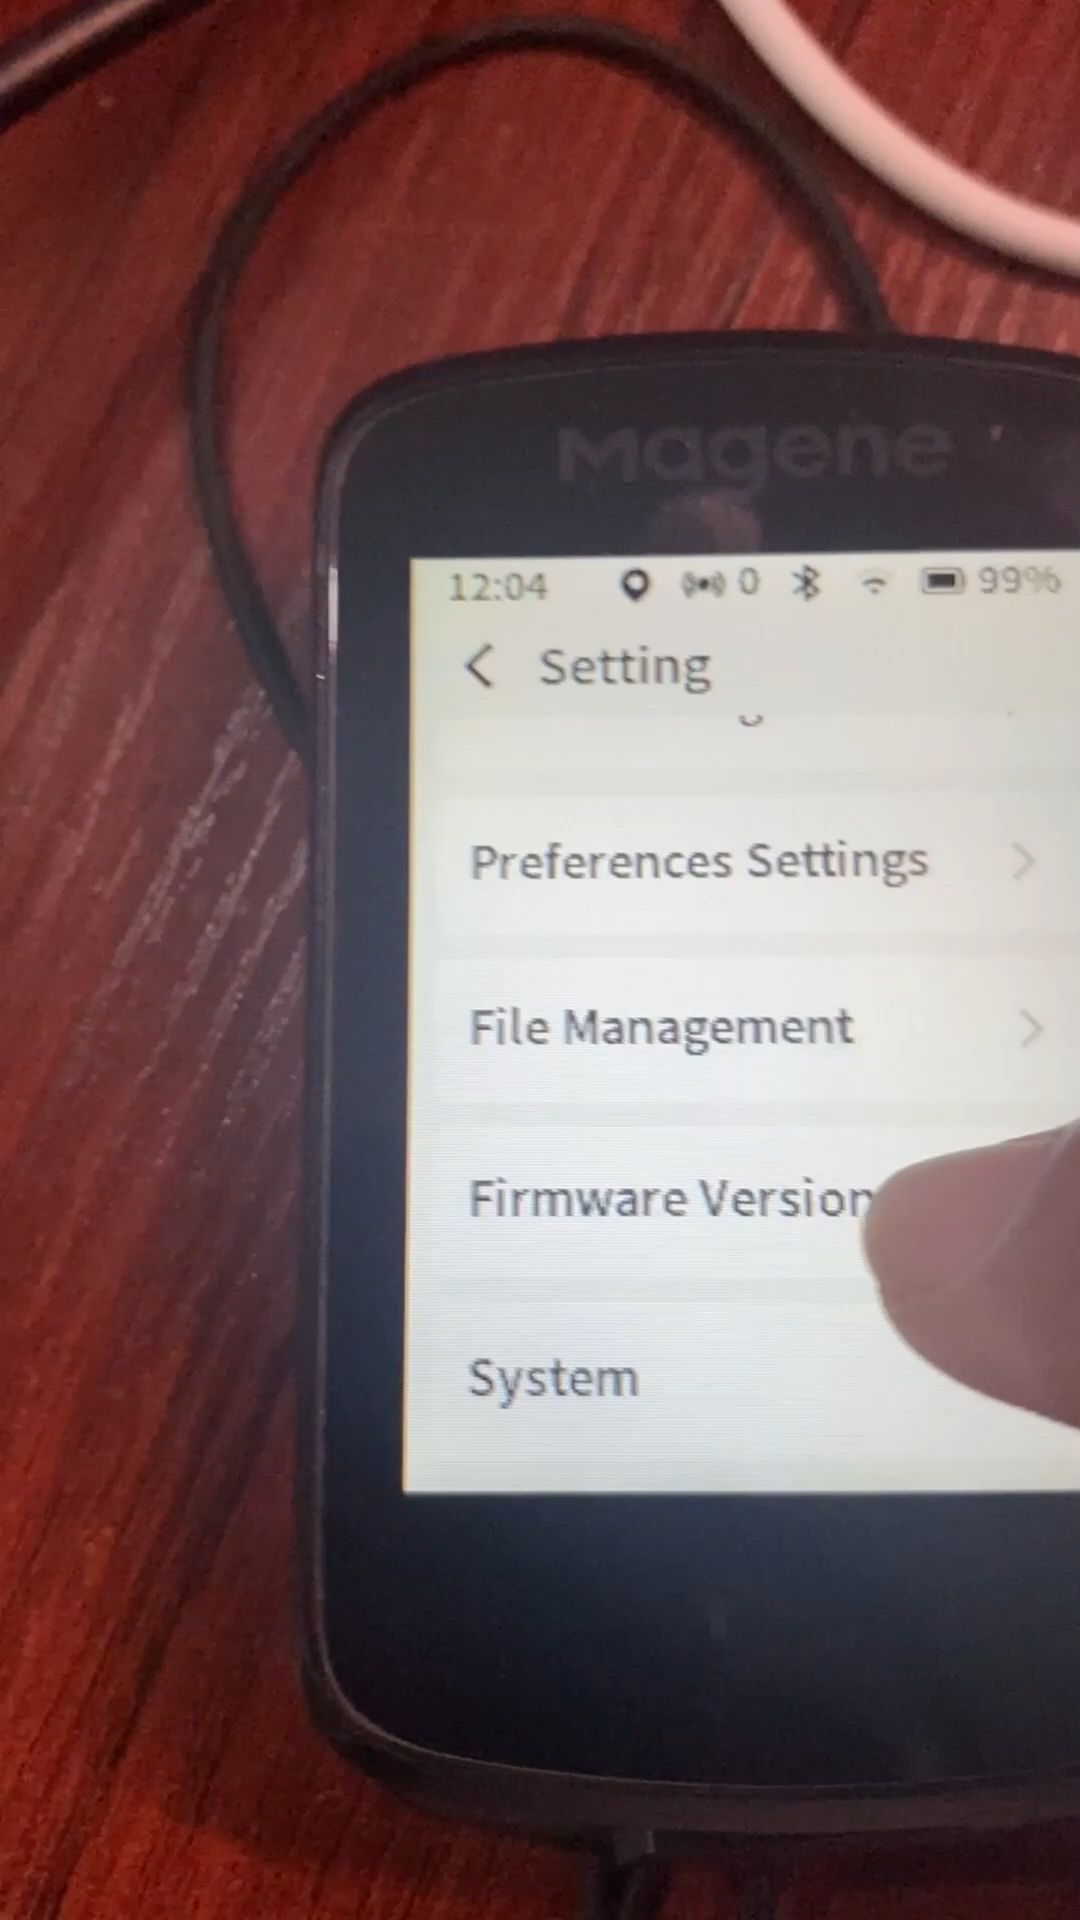 Magene
12:04 0 99%
Setting
Preferences Settings
File Management
Firmware Version
System